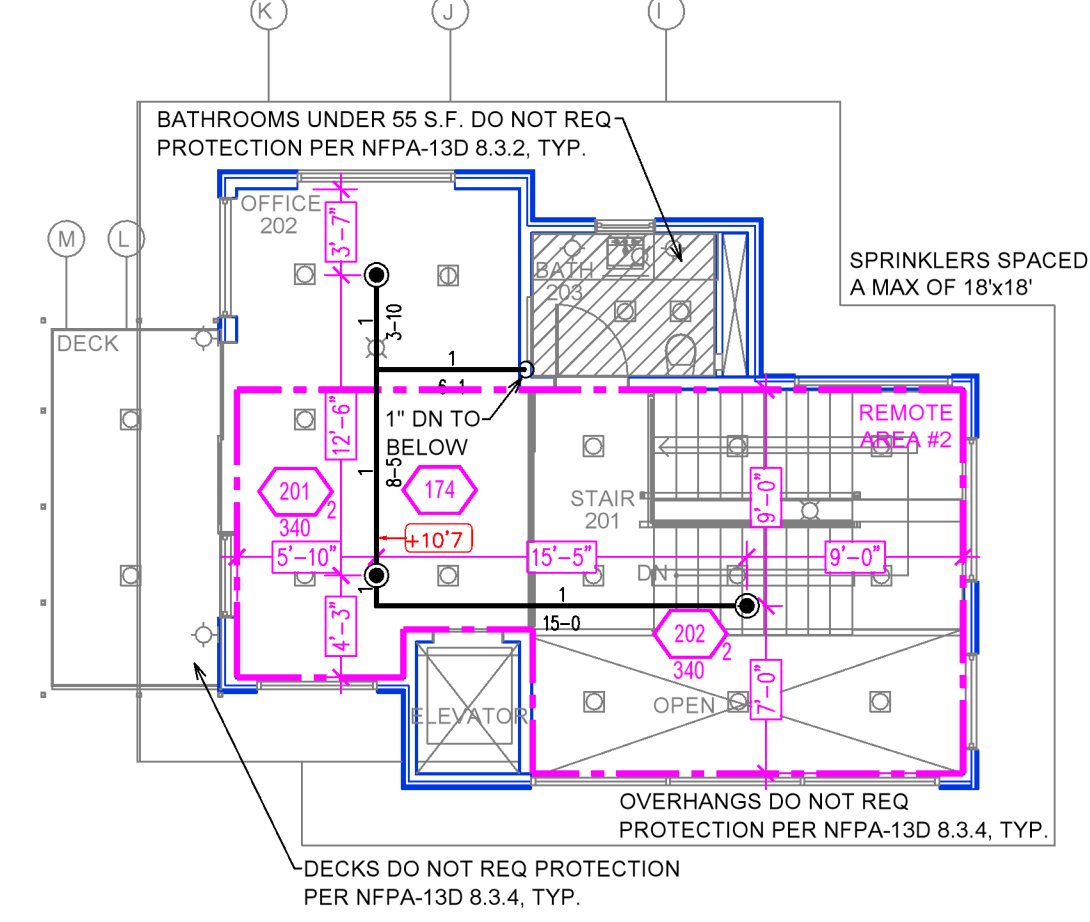 K
J
I
BATHROOMS UNDER 55 S.F. DO NOT REQ
PROTECTION PER NFPA-13D 8.3.2, TYP.
OFFICE
202
3'-7"
M
L
BATH
203
SPRINKLERS SPACED
A MAX OF 18'x18'
DECK
1
3-10
1
6-1
12'-6"
1" DN TO
BELOW
REMOTE
AREA #2
1
8-5
201
2
340
174
STAIR
201
9'-0"
+10'7
5'-10"
15'-5"
9'-0"
DN
1
1
15-0
4'-3"
202
2
340
7'-0"
ELEVATOR
OPEN
OVERHANGS DO NOT REQ
PROTECTION PER NFPA-13D 8.3.4, TYP.
DECKS DO NOT REQ PROTECTION
PER NFPA-13D 8.3.4, TYP.